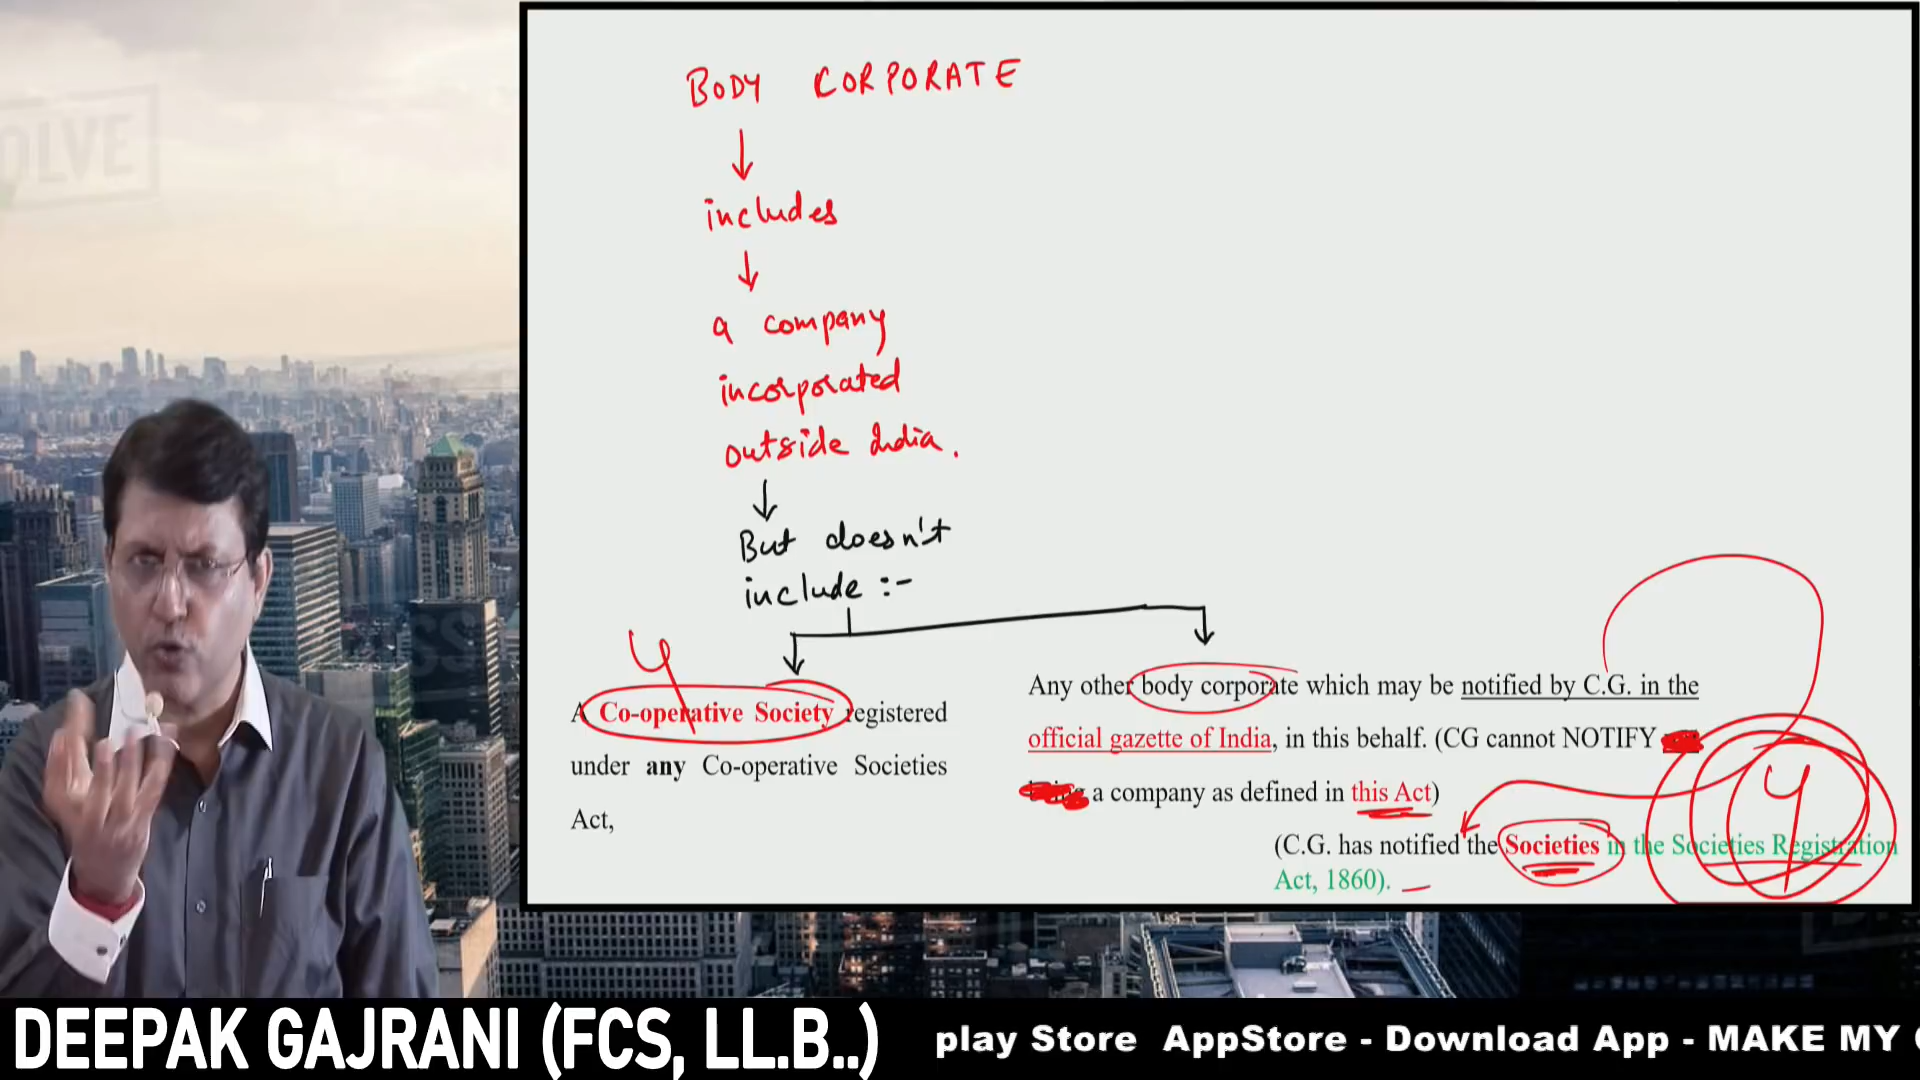 OLVE
BODY CORPORATE
includes
a company
incorporated
outside India.
But doesn't
include :-
A Co-operative Society registered
under any Co-operative Societies
Act,
Any other body corporate which may be notified by C.G. in the
official gazette of India, in this behalf. (CG cannot NOTIFY
a company as defined in this Act)
(C.G. has notified the Societies in the Societies Registration
Act, 1860).
DEEPAK GAJRANI (FCS, LL.B..)
play Store AppStore - Download App - MAKE MY